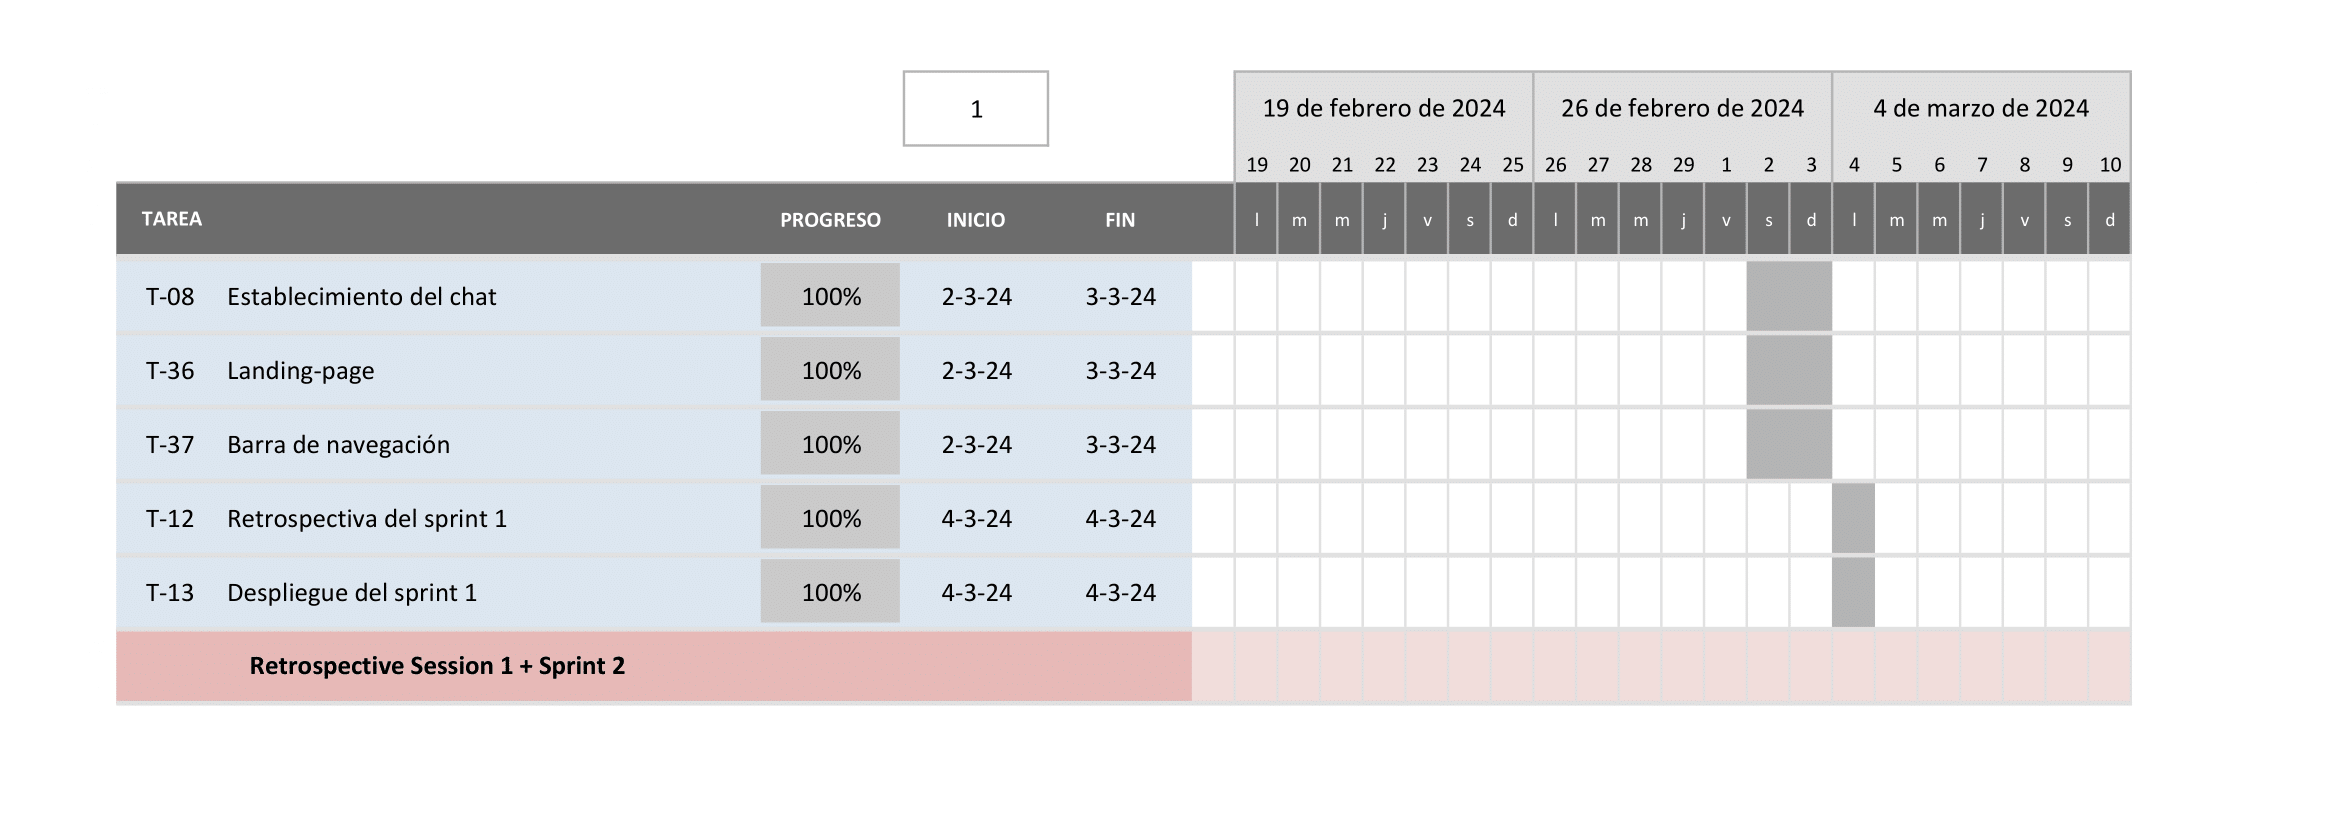 1
19 de febrero de 2024 26 de febrero de 2024 4 de marzo de 2024
19 20 21 22 23 24 25 26 27 28 29 1 2 3 4 5 6 7 8 9 10
TAREA PROGRESO INICIO FIN l m m j v s d l m m j v s d l m m j v s d
T-08 Establecimiento del chat 100% 2-3-24 3-3-24
T-36 Landing-page 100% 2-3-24 3-3-24
T-37 Barra de navegación 100% 2-3-24 3-3-24
T-12 Retrospectiva del sprint 1 100% 4-3-24 4-3-24
T-13 Despliegue del sprint 1 100% 4-3-24 4-3-24
Retrospective Session 1 + Sprint 2